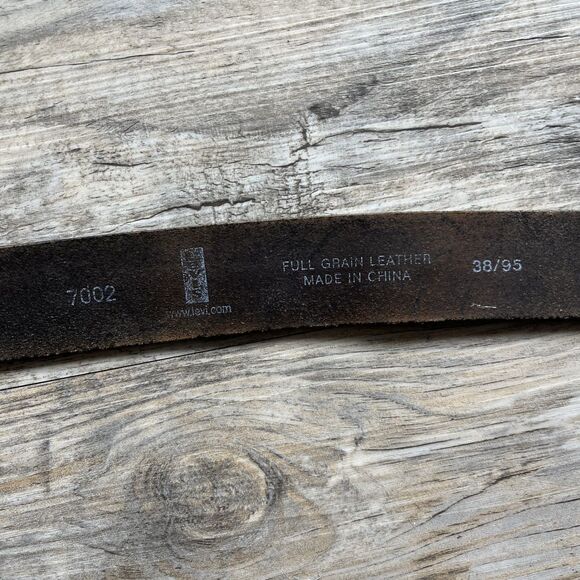 7002
www.levi.com
FULL GRAIN LEATHER
MADE IN CHINA
38/95